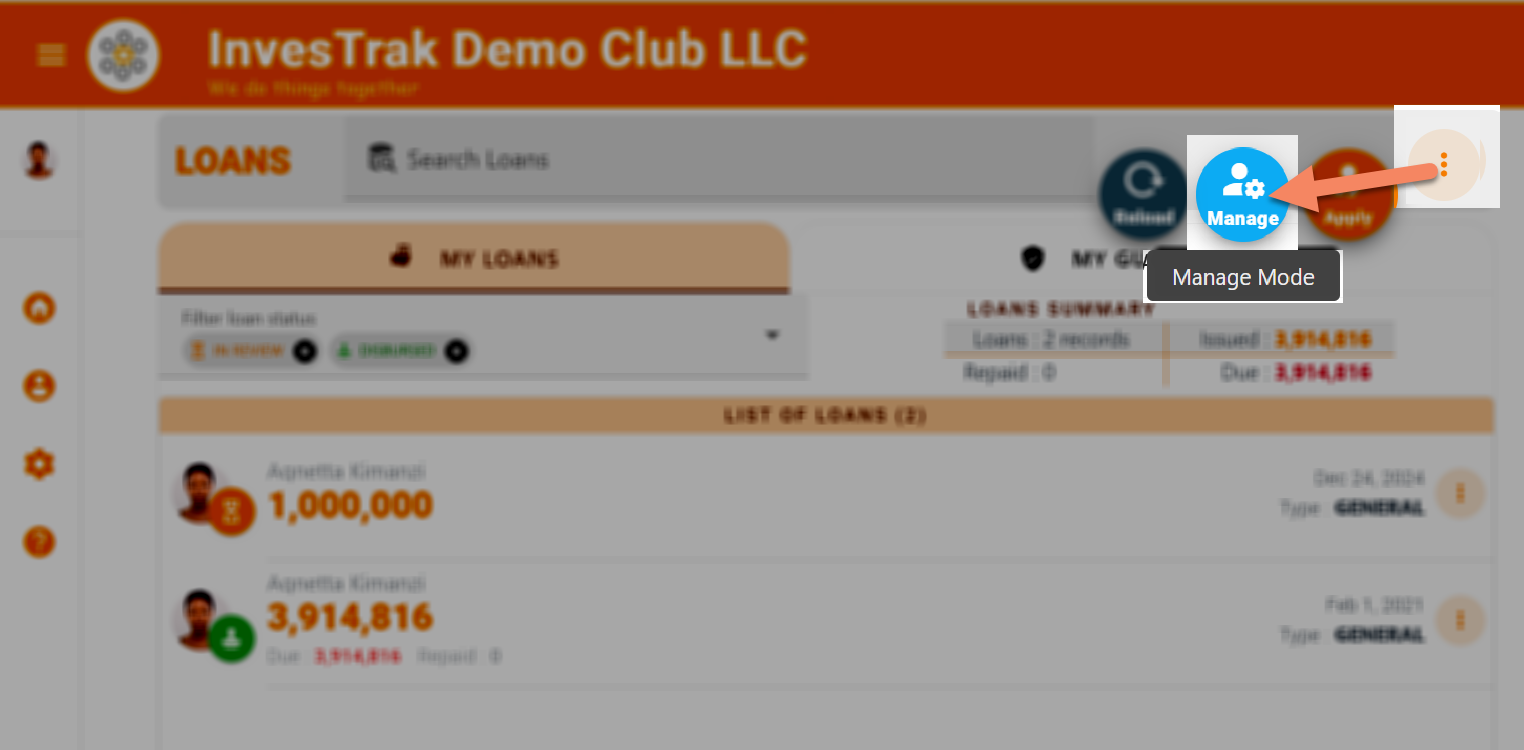 InvesTrak Demo Club LLC
We do things together
LOANS
Search Loans
Reload
Manage
Apply
Manage Mode
MY LOANS
MY GU
Filter loan status
IN REVIEW
DISBURSED
LOANS SUMMARY
Loans : 2 records
Issued : 3,914,816
Repaid : 0
Due : 3,914,816
LIST OF LOANS (2)
Agnetta Kimanzi
1,000,000
Dec 24, 2024
Type : GENERAL
Agnetta Kimanzi
3,914,816
Due : 3,914,816 Repaid : 0
Feb 1, 2021
Type : GENERAL